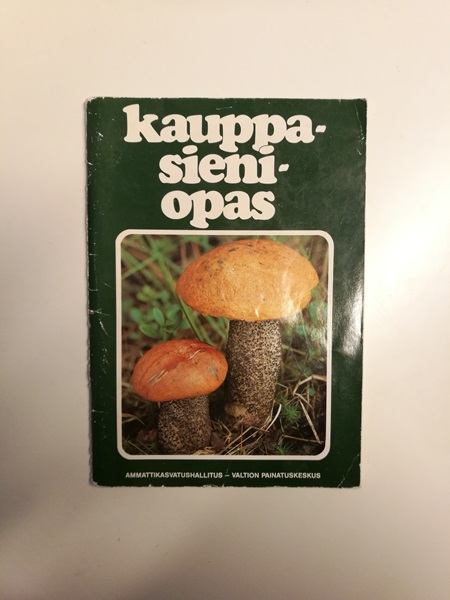 kauppa-
sieni-
opas
AMMATTIKASVATUSHALLITUS – VALTION PAINATUSKESKUS